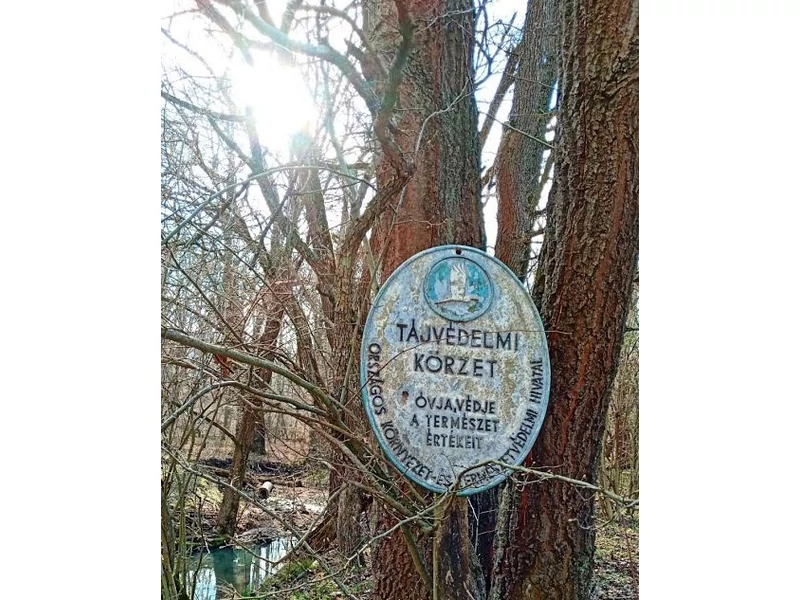 TÁJVÉDELMI
KÖRZET
ÓVJA, VÉDJE
A TERMÉSZET
ÉRTÉKEIT
ORSZÁGOS KÖRNYEZET-ÉS TERMÉSZETVÉDELMI HIVATAL